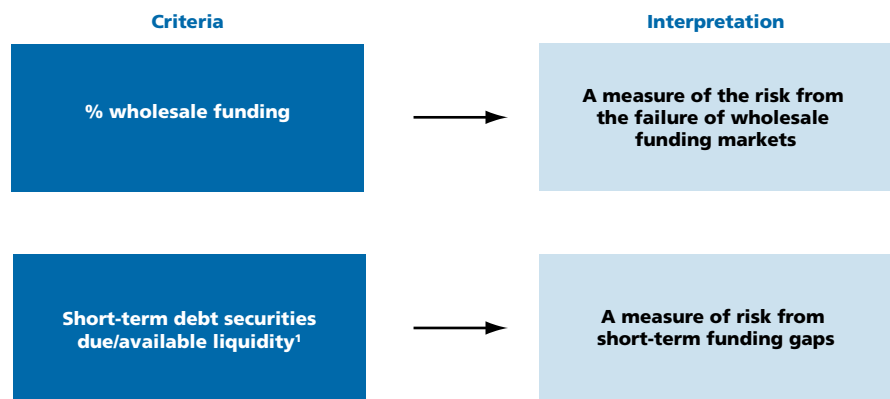 Criteria
Interpretation
% wholesale funding
A measure of the risk from
the failure of wholesale
funding markets
Short-term debt securities
due/available liquidity¹
A measure of risk from
short-term funding gaps